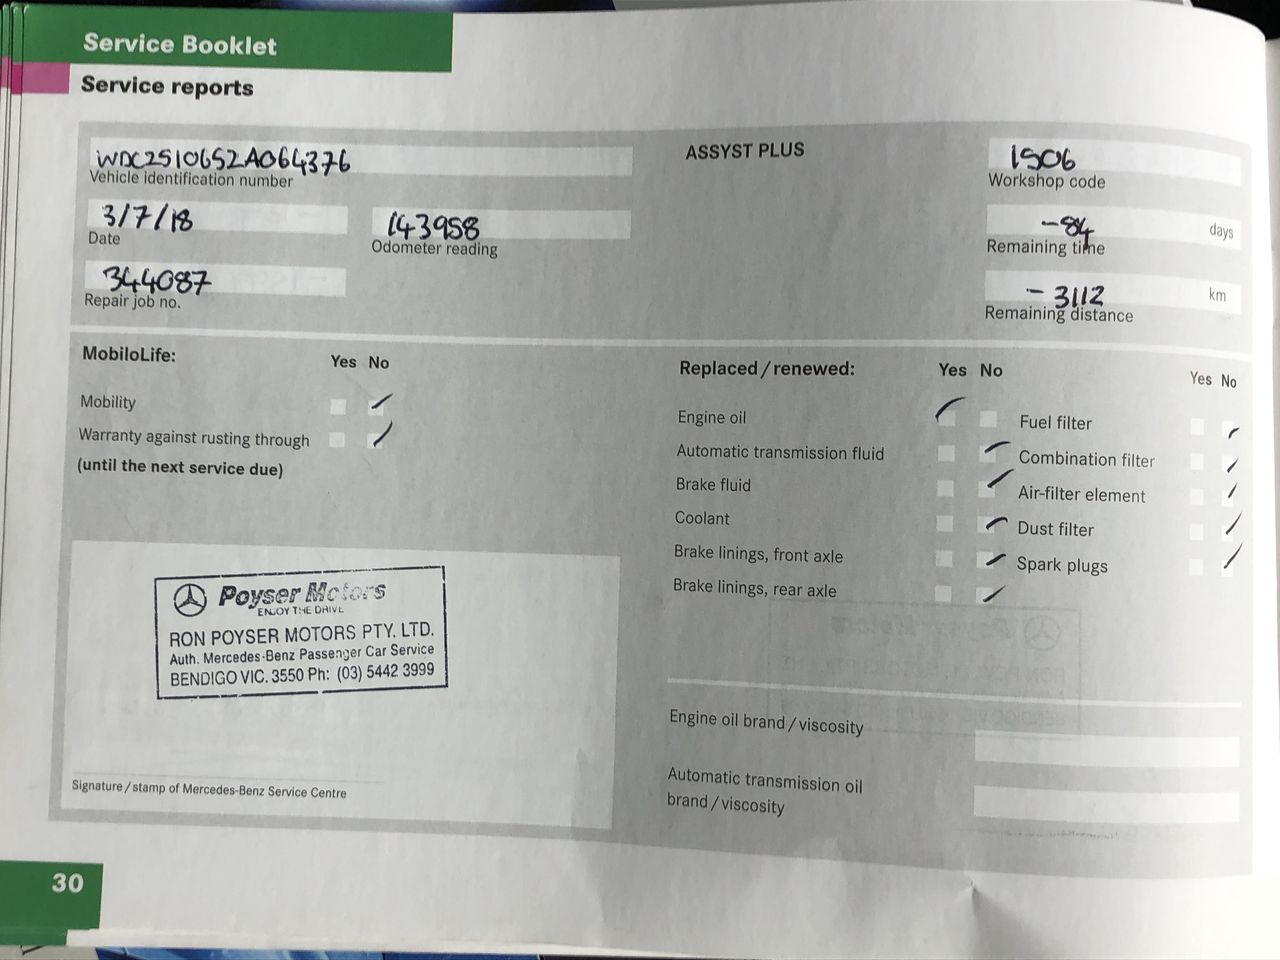 Service Booklet
Service reports
WDC2510652A064376
Vehicle identification number
3/7/18
Date
143958
Odometer reading
344087
Repair job no.
ASSYST PLUS
1506
Workshop code
-84 days
Remaining time
- 3112 km
Remaining distance
MobiloLife: Yes No
Mobility
Warranty against rusting through
(until the next service due)
Poyser Motors
ENJOY THE DRIVE
RON POYSER MOTORS PTY. LTD.
Auth. Mercedes-Benz Passenger Car Service
BENDIGO VIC. 3550 Ph: (03) 5442 3999
Signature/stamp of Mercedes-Benz Service Centre
Replaced/renewed: Yes No
Engine oil
Automatic transmission fluid
Brake fluid
Coolant
Brake linings, front axle
Brake linings, rear axle
Yes No
Fuel filter
Combination filter
Air-filter element
Dust filter
Spark plugs
Engine oil brand/viscosity
Automatic transmission oil
brand/viscosity
30